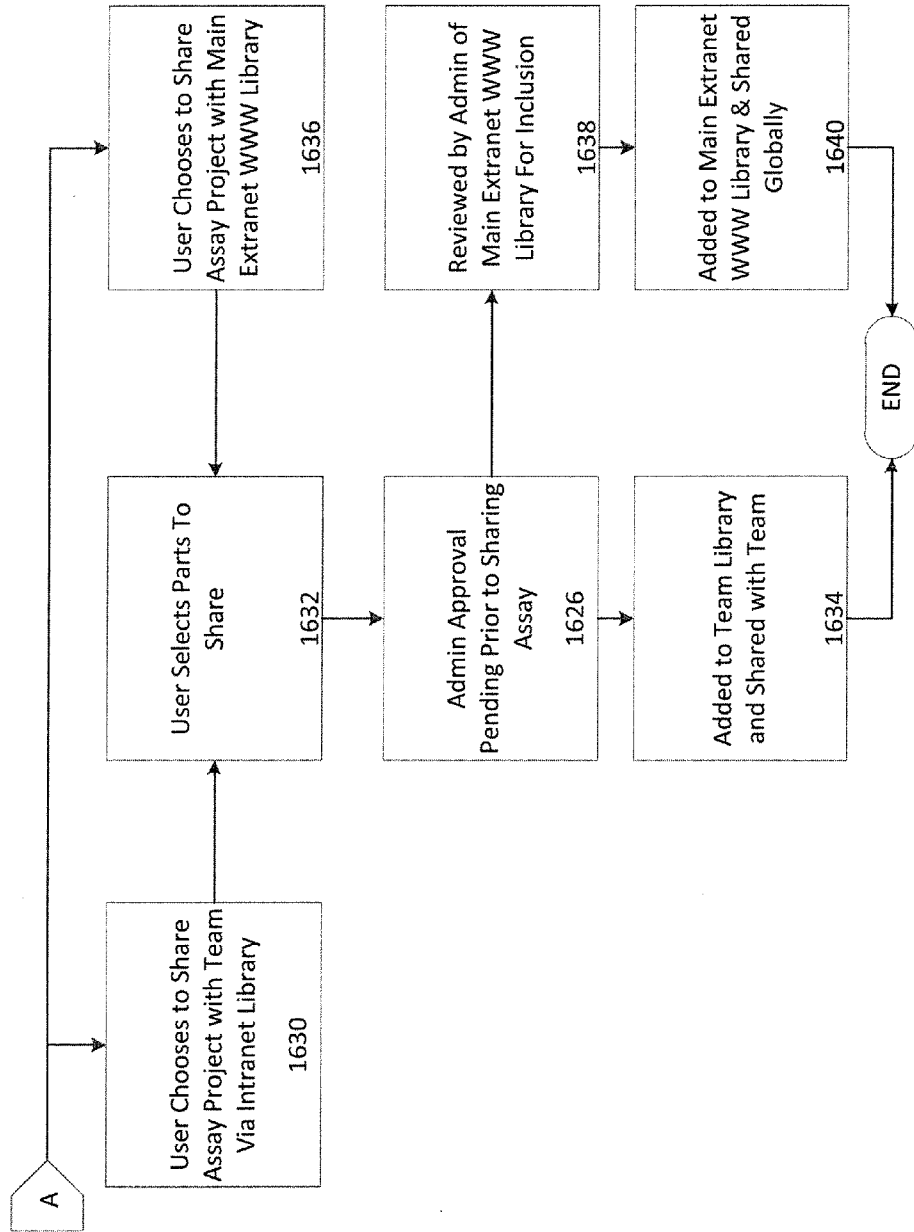 A
User Chooses to Share
Assay Project with Team
Via Intranet Library
1630
User Selects Parts To
Share
1632
User Chooses to Share
Assay Project with Main
Extranet WWW Library
1636
Admin Approval
Pending Prior to Sharing
Assay
1626
Reviewed by Admin of
Main Extranet WWW
Library For Inclusion
1638
Added to Team Library
and Shared with Team
1634
Added to Main Extranet
WWW Library & Shared
Globally
1640
END